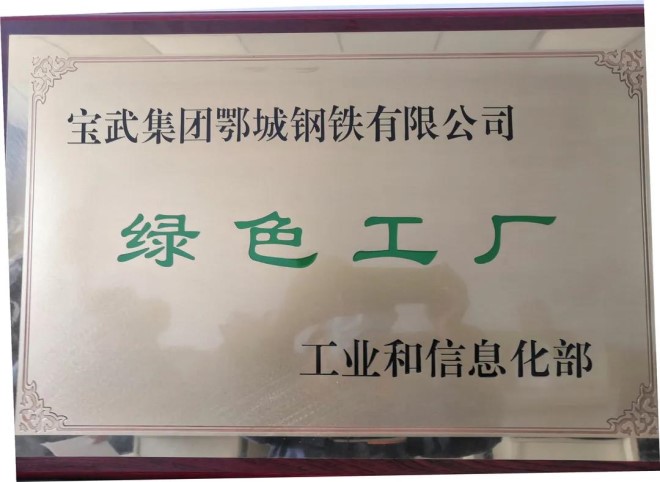 宝武集团鄂城钢铁有限公司
绿色工厂
工业和信息化部